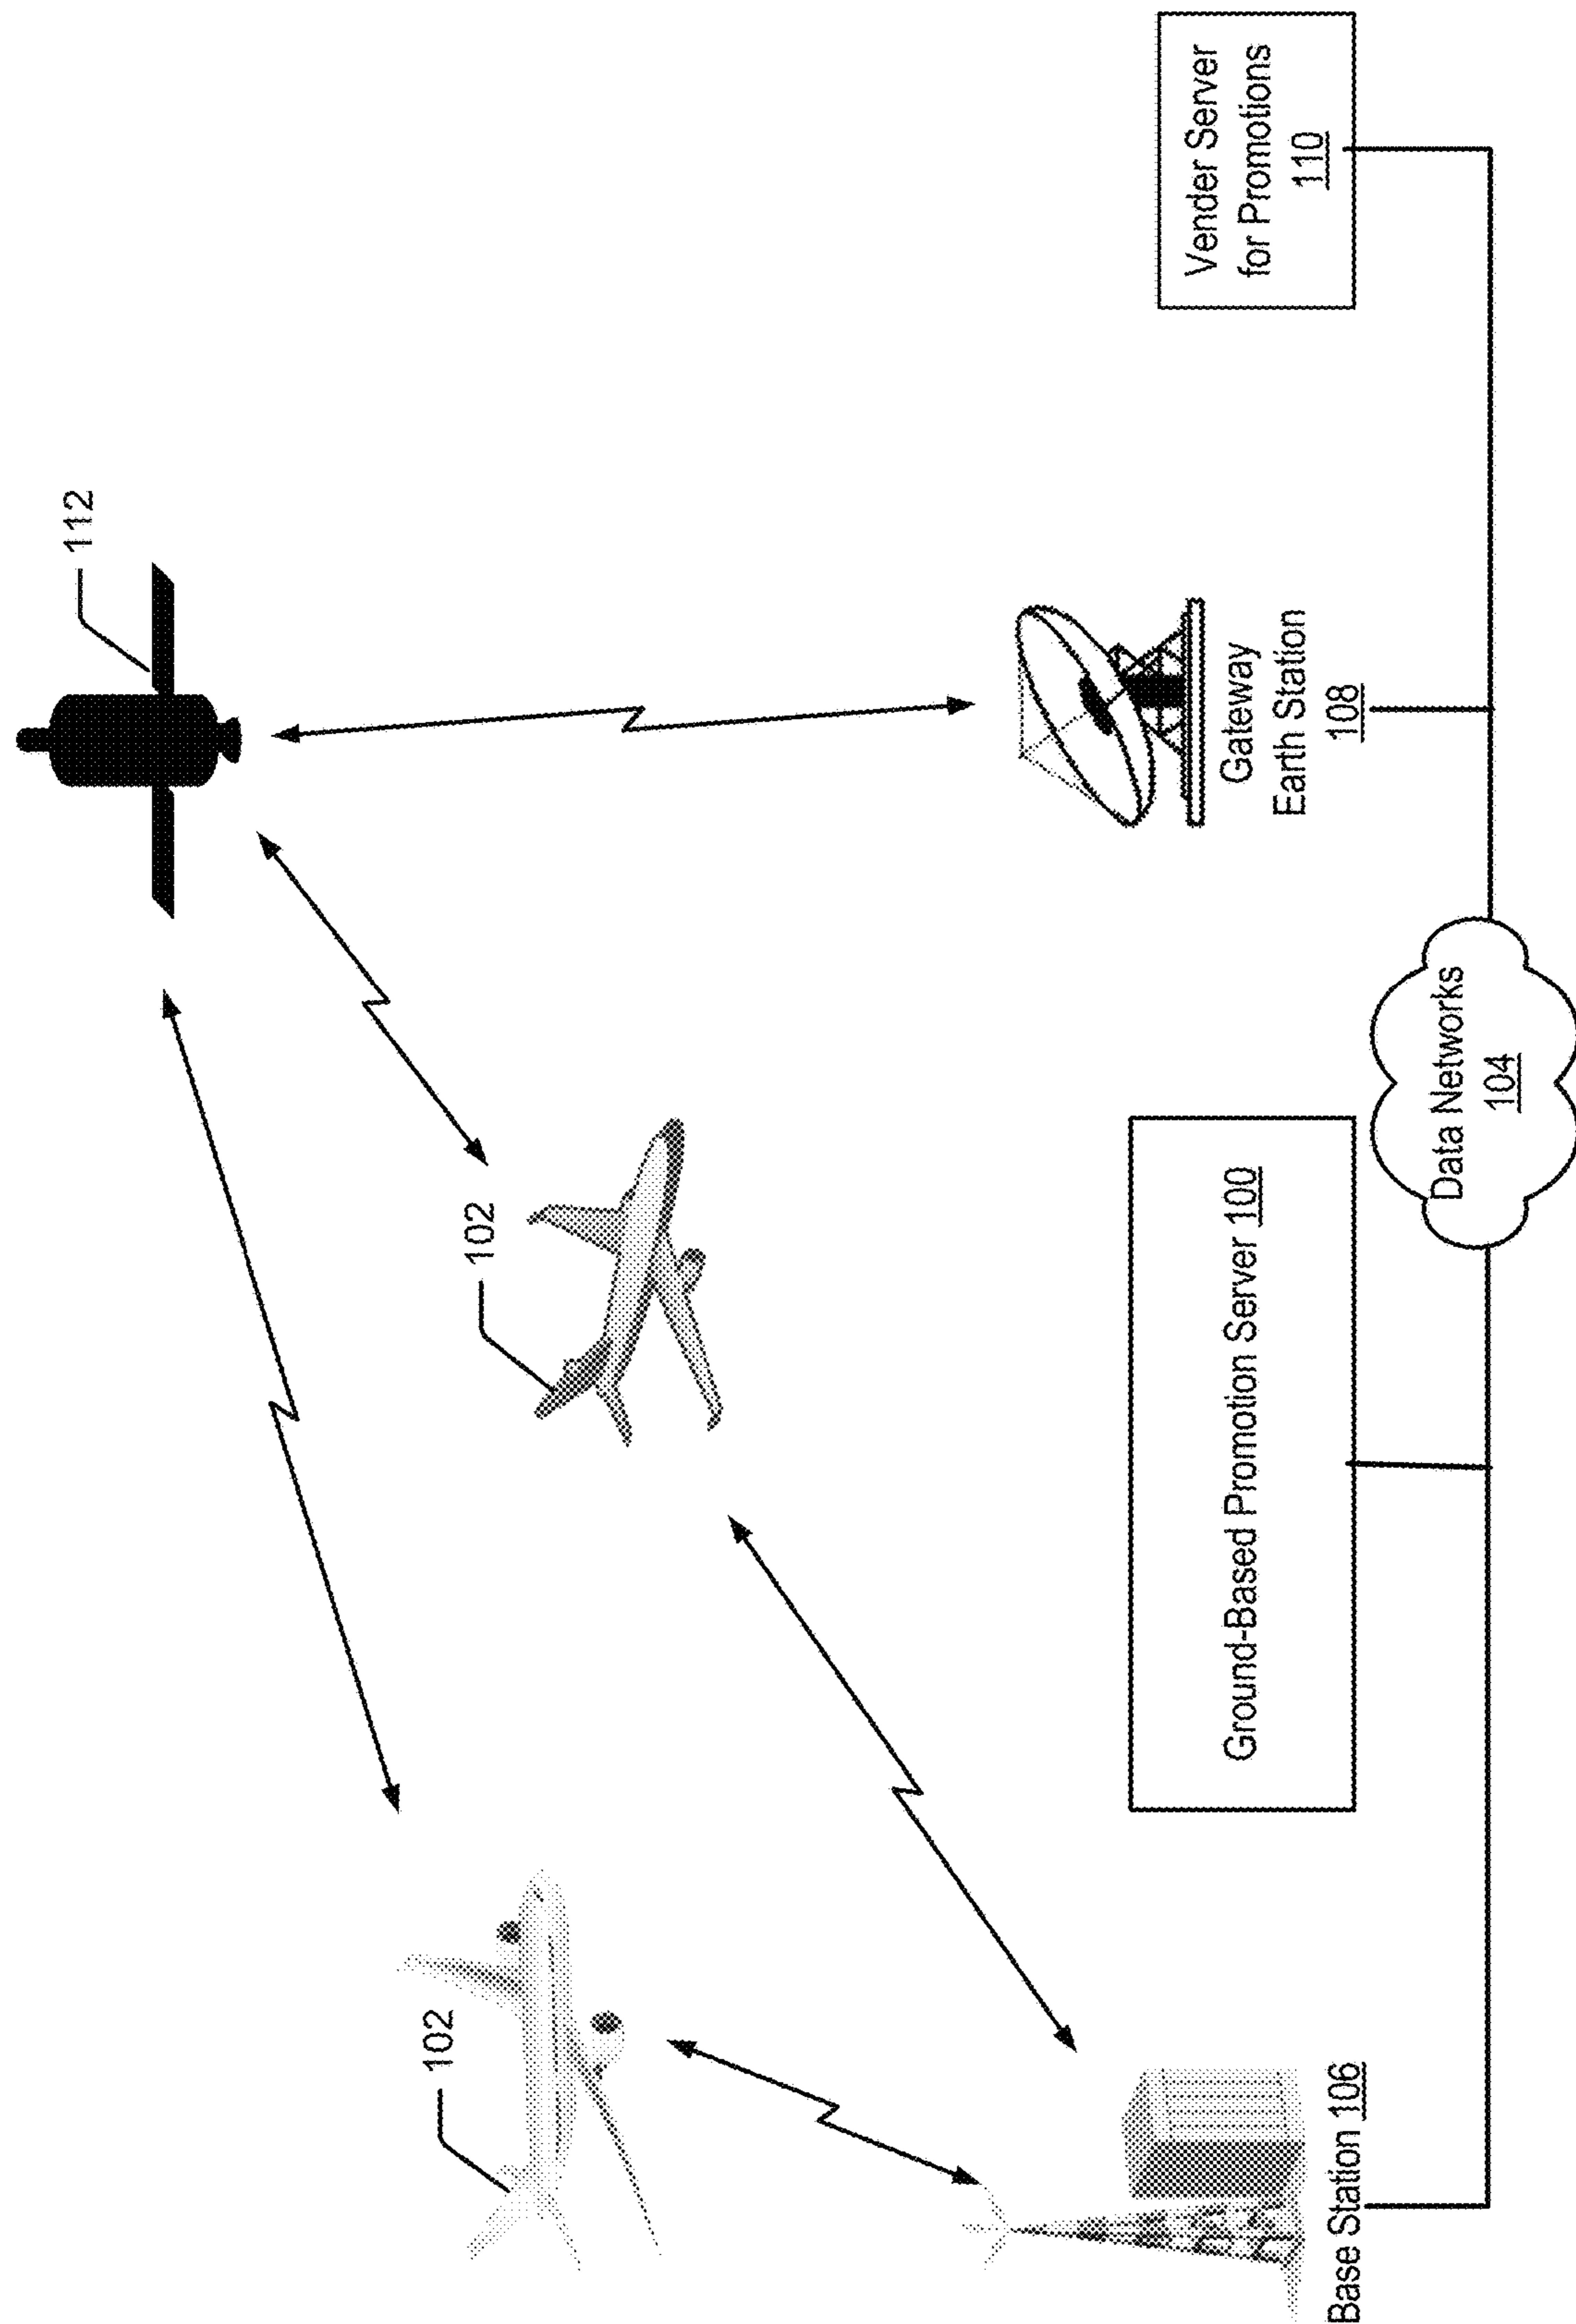 112
102
102
Vender Server
for Promotions
110
Gateway
Earth Station
108
Ground-Based Promotion Server 100
Data Networks
104
Base Station 106